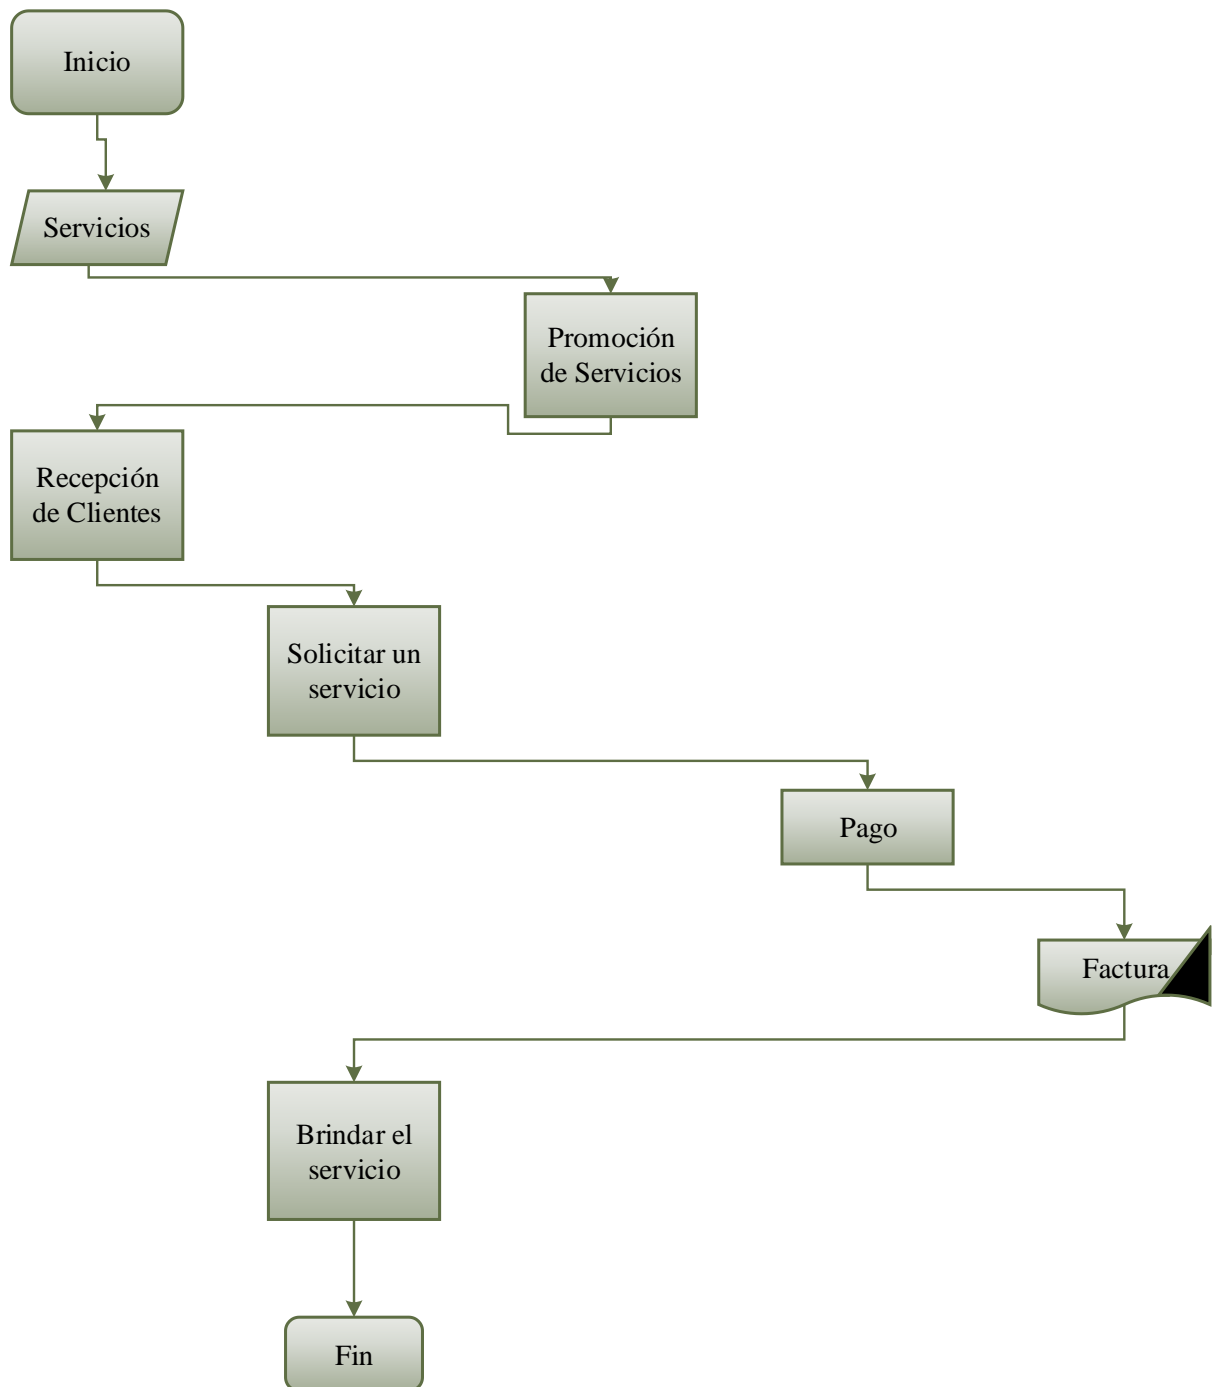 Inicio
Servicios
Promoción
de Servicios
Recepción
de Clientes
Solicitar un
servicio
Pago
Factura
Brindar el
servicio
Fin